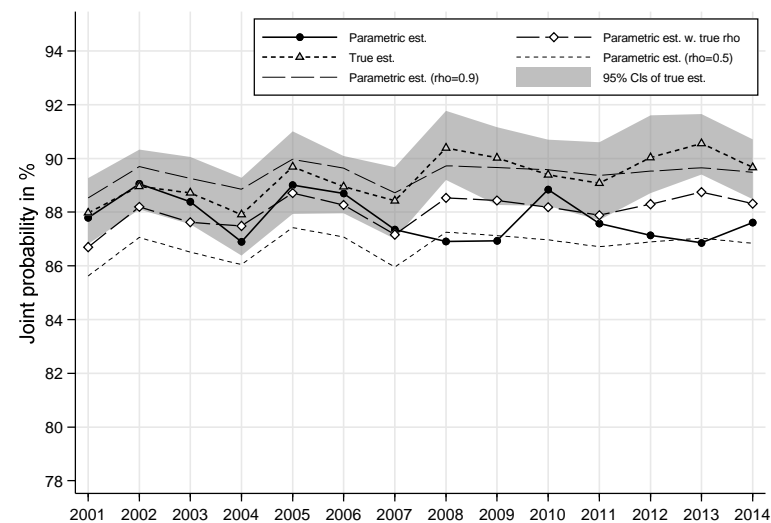 Parametric est.
Parametric est. w. true rho
True est.
Parametric est. (rho=0.5)
Parametric est. (rho=0.9)
95% CIs of true est.
Joint probability in %
94
92
90
88
86
84
82
80
78
2001 2002 2003 2004 2005 2006 2007 2008 2009 2010 2011 2012 2013 2014